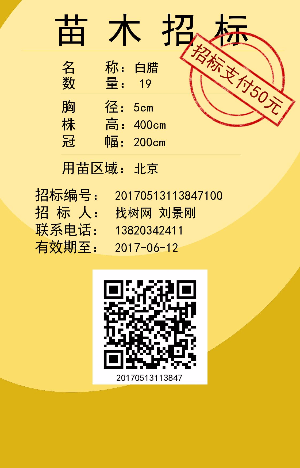 苗木招标
招标支付50元
名 称：白腊
数 量： 19
胸 径：5cm
株 高：400cm
冠 幅：200cm
用苗区域：北京
招标编号： 20170513113847100
招 标 人： 找树网 刘景刚
联系电话： 13820342411
有效期至： 2017-06-12
20170513113847